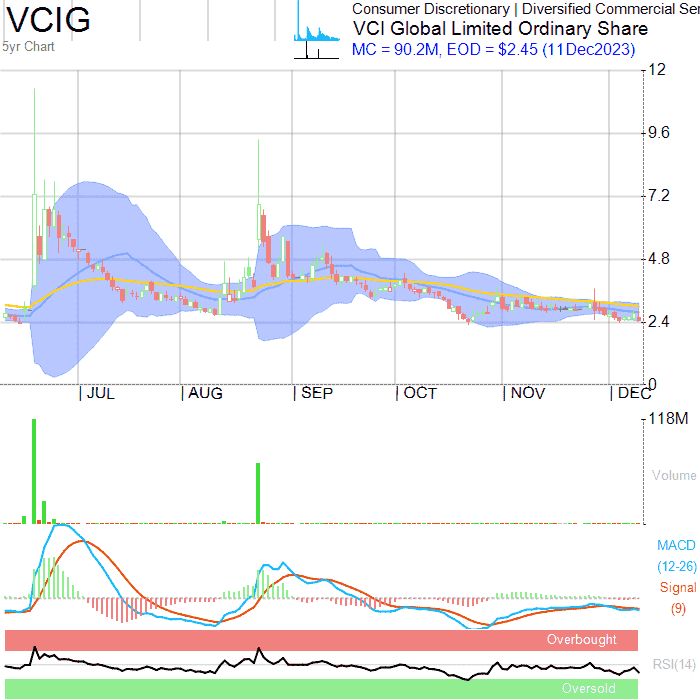 VCIG
5yr Chart
Consumer Discretionary | Diversified Commercial Ser
VCI Global Limited Ordinary Share
MC = 90.2M, EOD = $2.45 (11Dec2023)
12
9.6
7.2
4.8
2.4
0
| JUL | AUG | SEP | OCT | NOV | DEC
118M
Volume
MACD
(12-26)
Signal
(9)
Overbought
RSI(14)
Oversold